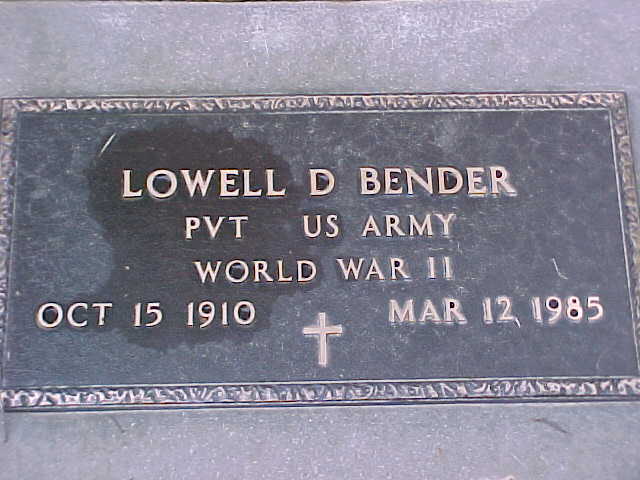 LOWELL D BENDER
PVT US ARMY
WORLD WAR II
OCT 15 1910 MAR 12 1985